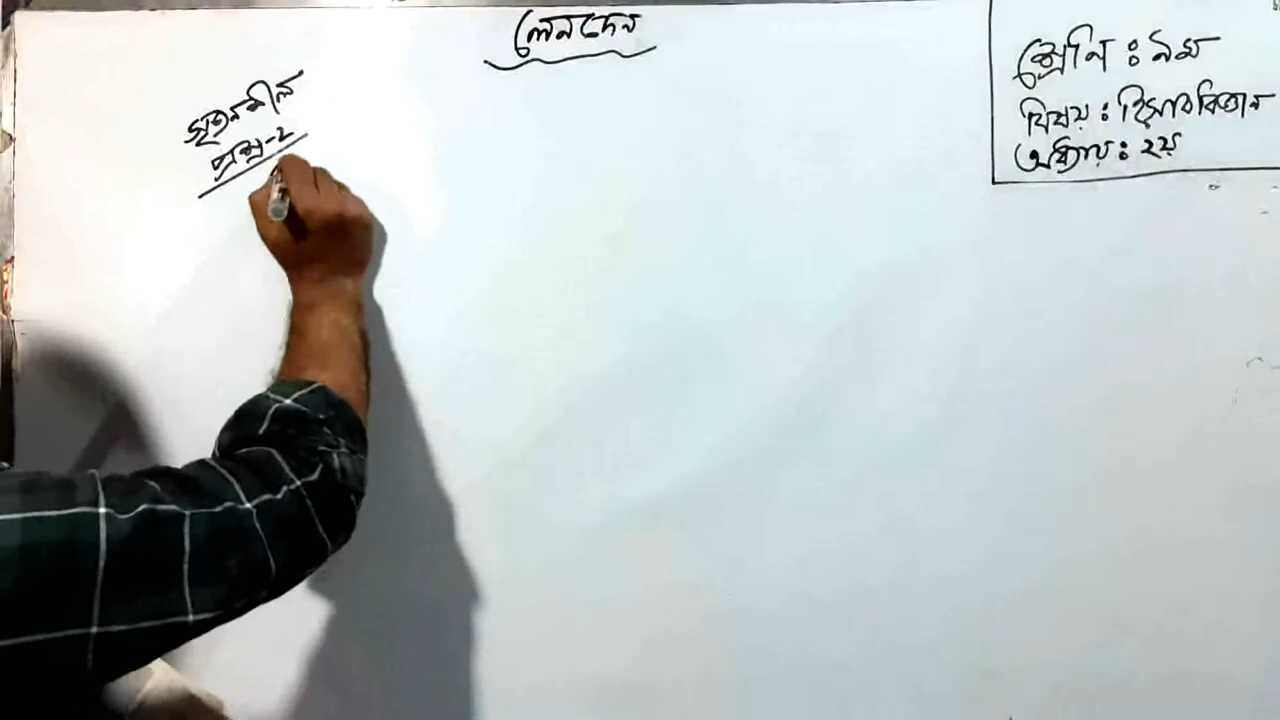 লেনদেন
সৃজনশীল
প্রশ্ন-২
শ্রেণি : ৯ম
বিষয় : হিসাববিজ্ঞান
অধ্যায় : ২য়